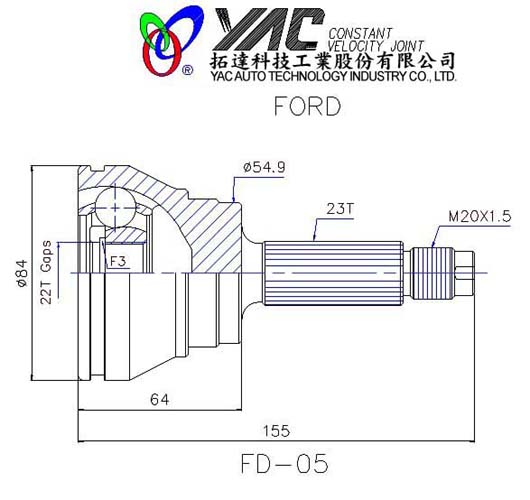 YAC CONSTANT
VELOCITY JOINT
拓達科技工業股份有限公司
® YAC AUTO TECHNOLOGY INDUSTRY CO., LTD.
FORD
ø54.9
23T
M20X1.5
ø84
22T Gaps
F3
64
155
FD-05